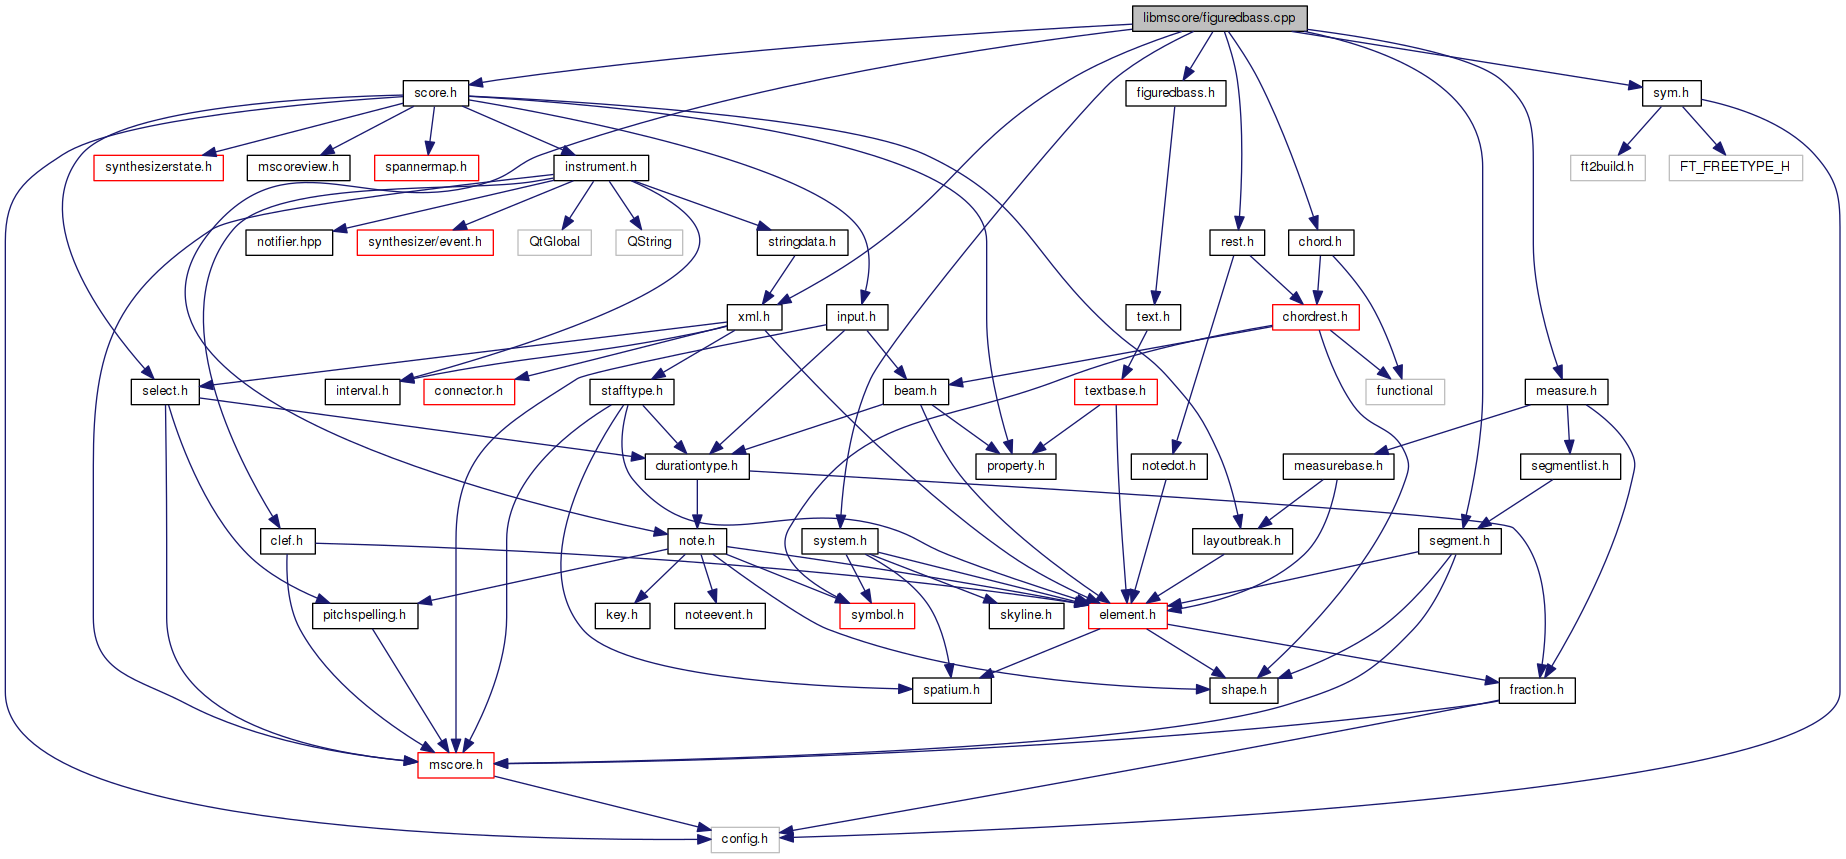 libmscore/figuredbass.cpp
score.h
figuredbass.h
sym.h
synthesizerstate.h
mscoreview.h
spannermap.h
instrument.h
ft2build.h
FT_FREETYPE_H
notifier.hpp
synthesizer/event.h
QtGlobal
QString
stringdata.h
rest.h
chord.h
xml.h
input.h
text.h
chordrest.h
select.h
interval.h
connector.h
stafftype.h
beam.h
textbase.h
functional
measure.h
durationtype.h
property.h
notedot.h
measurebase.h
segmentlist.h
clef.h
note.h
system.h
layoutbreak.h
segment.h
pitchspelling.h
key.h
noteevent.h
symbol.h
skyline.h
element.h
spatium.h
shape.h
fraction.h
mscore.h
config.h